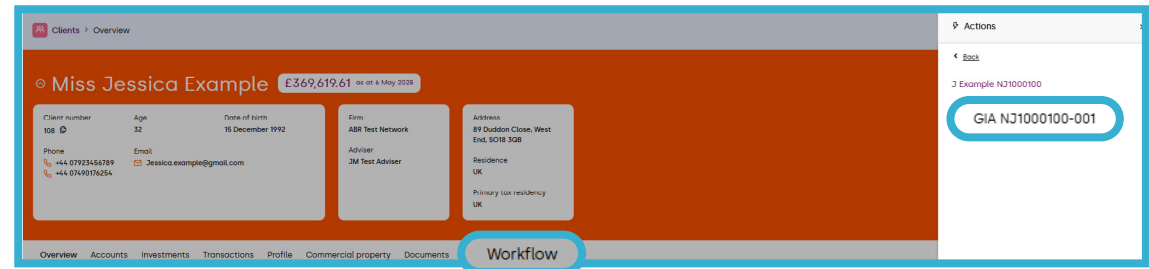 Clients > Overview
Actions
Back
J Example NJ1000100
GIA NJ1000100-001
Miss Jessica Example £369,619.61 as at 6 May 2025
Client number Age Date of birth
108 32 15 December 1992
Phone Email
+44 07923456789 Jessica.example@gmail.com
+44 07490176254
Firm
ABR Test Network
Adviser
JM Test Adviser
Address
89 Duddon Close, West
End, SO18 3QB
Residence
UK
Primary tax residency
UK
Overview Accounts Investments Transactions Profile Commercial property Documents Workflow